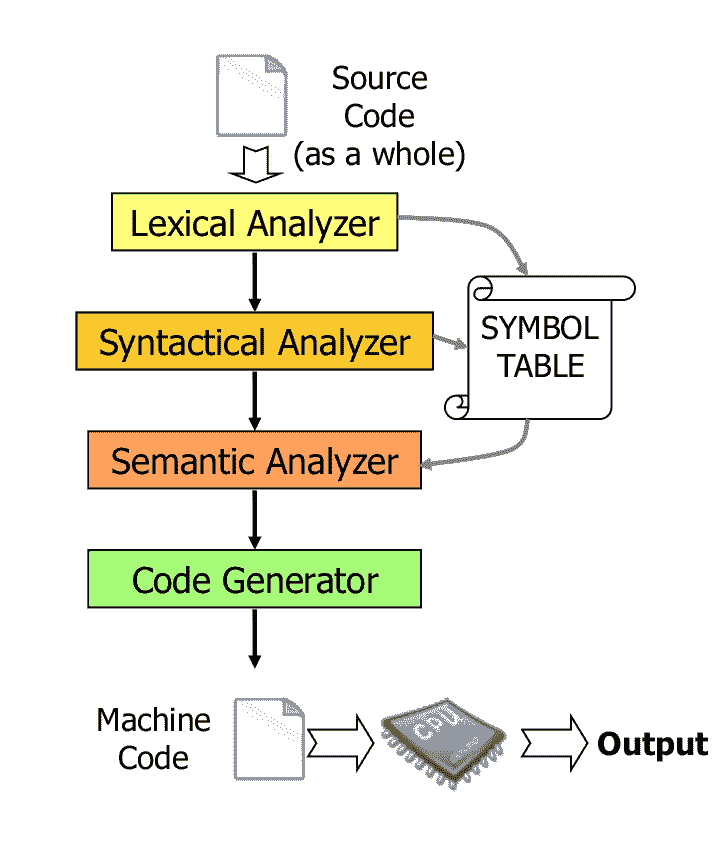 Source
Code
(as a whole)
Lexical Analyzer
Syntactical Analyzer
SYMBOL
TABLE
Semantic Analyzer
Code Generator
Machine
Code
CPU
Output